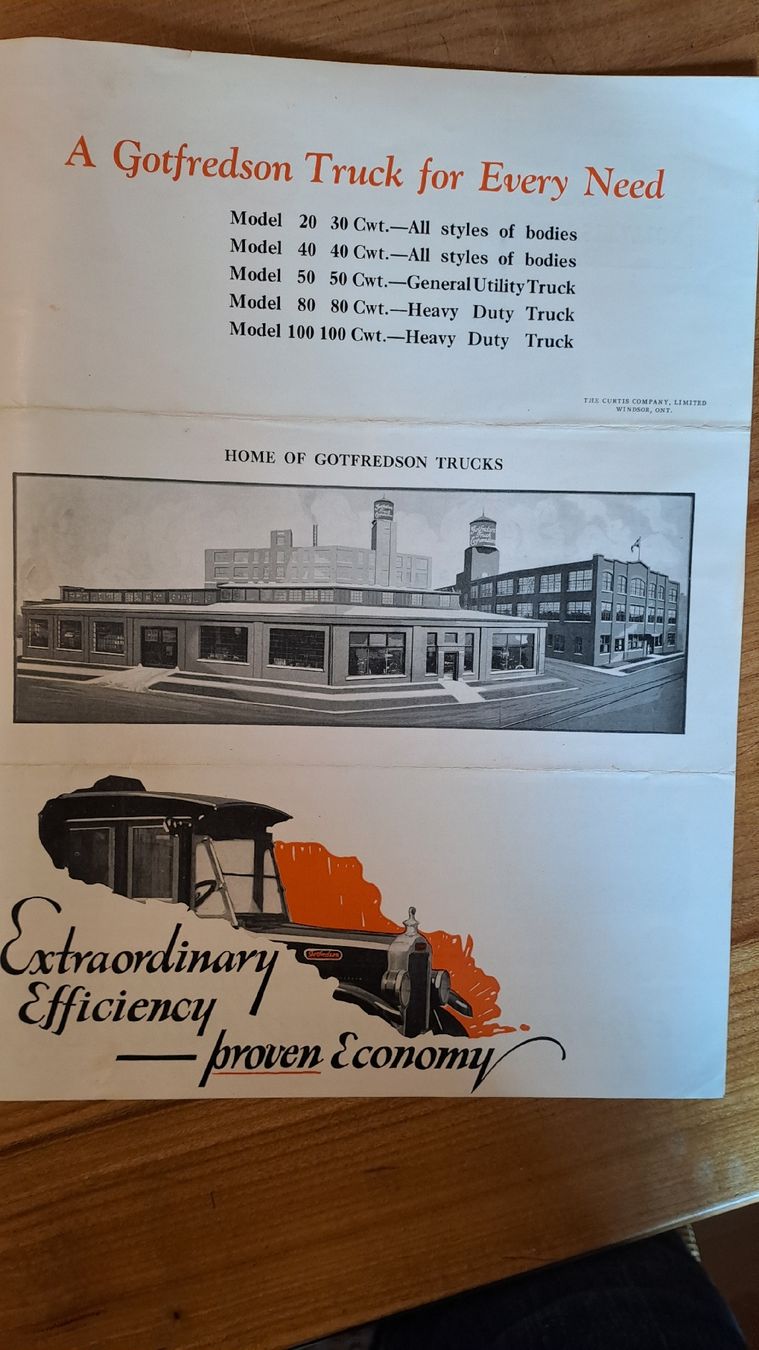 A Gotfredson Truck for Every Need
Model 20 30 Cwt.—All styles of bodies
Model 40 40 Cwt.—All styles of bodies
Model 50 50 Cwt.—General Utility Truck
Model 80 80 Cwt.—Heavy Duty Truck
Model 100 100 Cwt.—Heavy Duty Truck
THE CURTIS COMPANY, LIMITED
WINDSOR, ONT.
HOME OF GOTFREDSON TRUCKS
Gotfredson
Extraordinary
Efficiency
— proven Economy